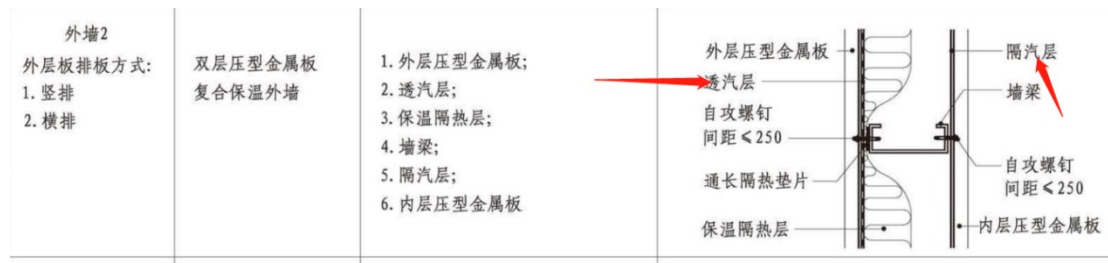 外墙2
外层板排板方式:
1.竖排
2.横排
双层压型金属板
复合保温外墙
1.外层压型金属板;
2.透汽层;
3.保温隔热层;
4.墙梁;
5.隔汽层;
6.内层压型金属板
外层压型金属板
透汽层
自攻螺钉
间距≤250
通长隔热垫片
保温隔热层
隔汽层
墙梁
自攻螺钉
间距≤250
内层压型金属板